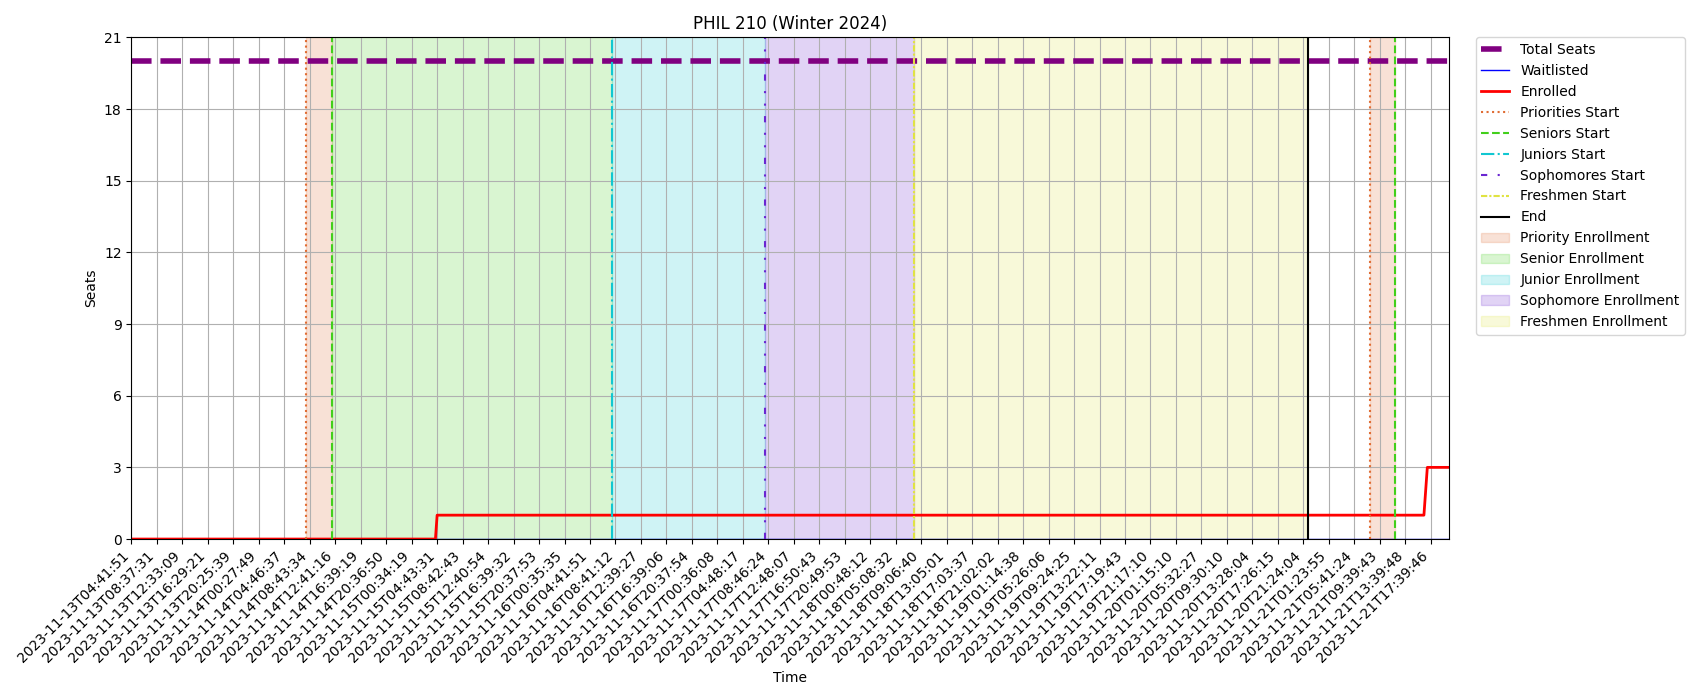 PHIL 210 (Winter 2024)
21
18
15
12
9
6
3
0
Seats
2023-11-13T04:41:51
2023-11-13T08:37:31
2023-11-13T12:33:09
2023-11-13T16:29:21
2023-11-13T20:25:39
2023-11-14T00:27:49
2023-11-14T04:46:37
2023-11-14T08:43:34
2023-11-14T12:41:16
2023-11-14T16:39:19
2023-11-14T20:36:50
2023-11-15T00:34:19
2023-11-15T04:43:31
2023-11-15T08:42:43
2023-11-15T12:40:54
2023-11-15T16:39:32
2023-11-15T20:37:53
2023-11-16T00:35:35
2023-11-16T04:41:51
2023-11-16T08:41:12
2023-11-16T12:39:27
2023-11-16T16:39:06
2023-11-16T20:37:54
2023-11-17T00:36:08
2023-11-17T04:48:17
2023-11-17T08:46:24
2023-11-17T12:48:07
2023-11-17T16:50:43
2023-11-17T20:49:53
2023-11-18T00:48:12
2023-11-18T05:08:32
2023-11-18T09:06:40
2023-11-18T13:05:01
2023-11-18T17:03:37
2023-11-18T21:02:02
2023-11-19T01:14:38
2023-11-19T05:26:06
2023-11-19T09:24:25
2023-11-19T13:22:11
2023-11-19T17:19:43
2023-11-19T21:17:10
2023-11-20T01:15:10
2023-11-20T05:32:27
2023-11-20T09:30:10
2023-11-20T13:28:04
2023-11-20T17:26:15
2023-11-20T21:24:04
2023-11-21T01:23:55
2023-11-21T05:41:24
2023-11-21T09:39:43
2023-11-21T13:39:48
2023-11-21T17:39:46
Time
Total Seats
Waitlisted
Enrolled
Priorities Start
Seniors Start
Juniors Start
Sophomores Start
Freshmen Start
End
Priority Enrollment
Senior Enrollment
Junior Enrollment
Sophomore Enrollment
Freshmen Enrollment